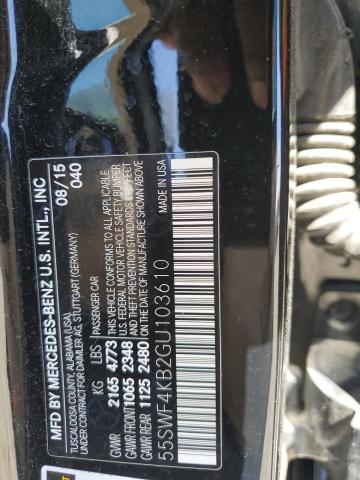 MFD BY MERCEDES-BENZ U.S. INTL., INC
TUSCALOOSA COUNTY, ALABAMA (USA)
UNDER CONTRACT FOR DAIMLER AG, STUTTGART (GERMANY)
08/15
040
PASSENGER CAR
KG LBS
GVWR 2165 4773
GAWR FRONT 1065 2348
GAWR REAR 1125 2480
THIS VEHICLE CONFORMS TO ALL APPLICABLE
U.S. FEDERAL MOTOR VEHICLE SAFETY, BUMPER
AND THEFT PREVENTION STANDARDS IN EFFECT
ON THE DATE OF MANUFACTURE SHOWN ABOVE.
55SWF4KB2GU103610